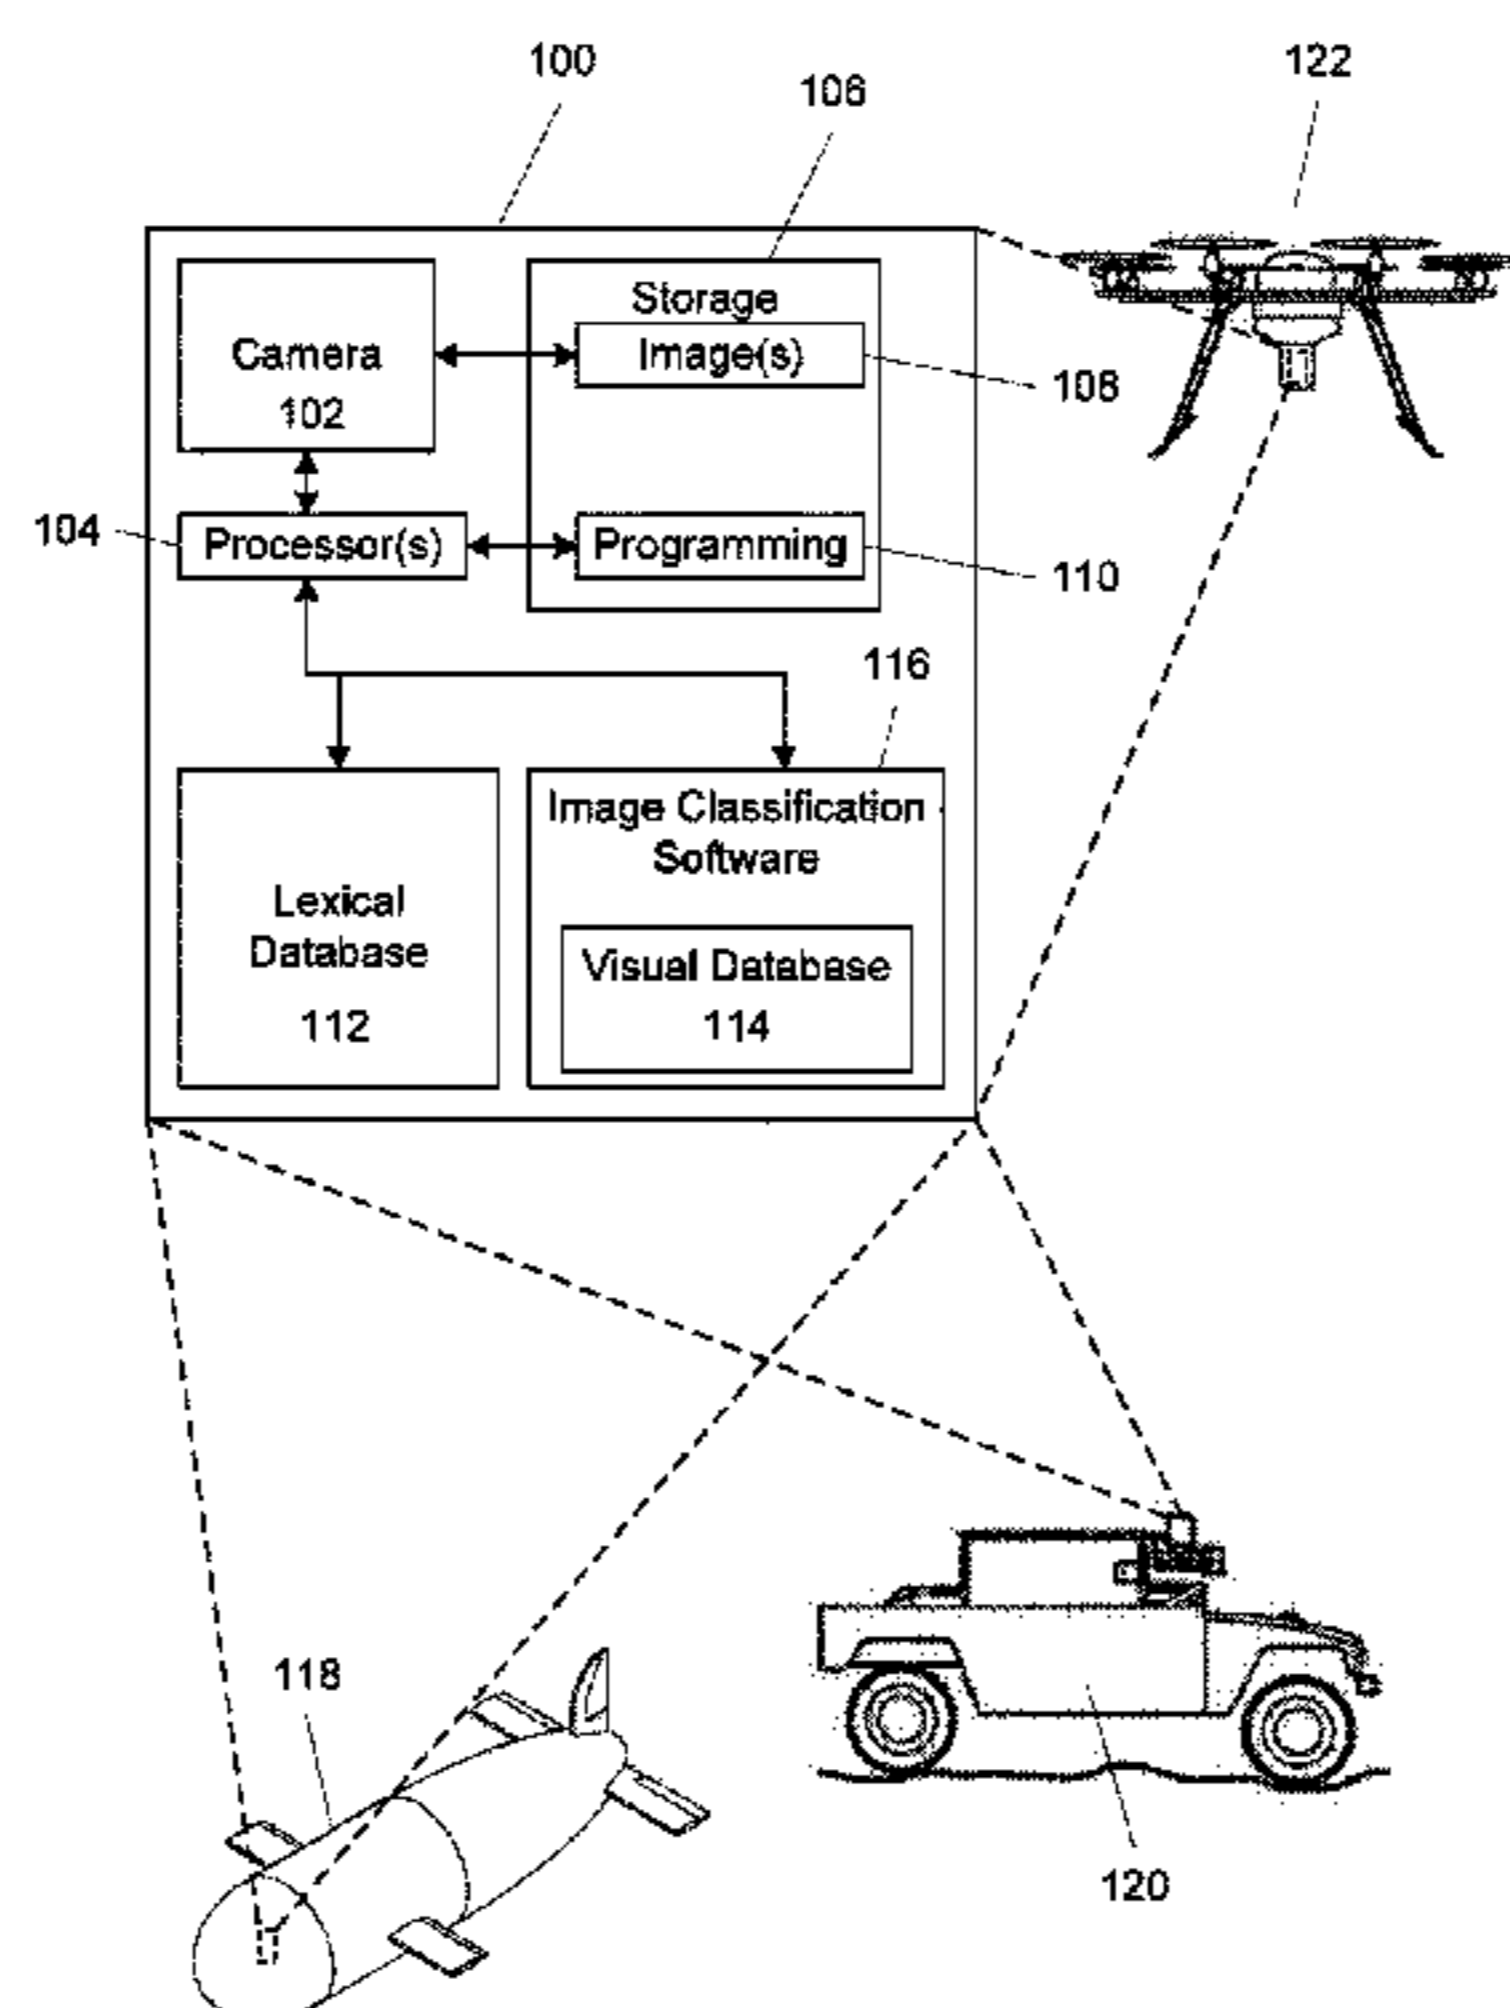 100
122
106
Storage
Camera
102
Image(s)
108
104
Processor(s)
Programming
110
116
Image Classification
Software
Lexical
Database
112
Visual Database
114
118
120